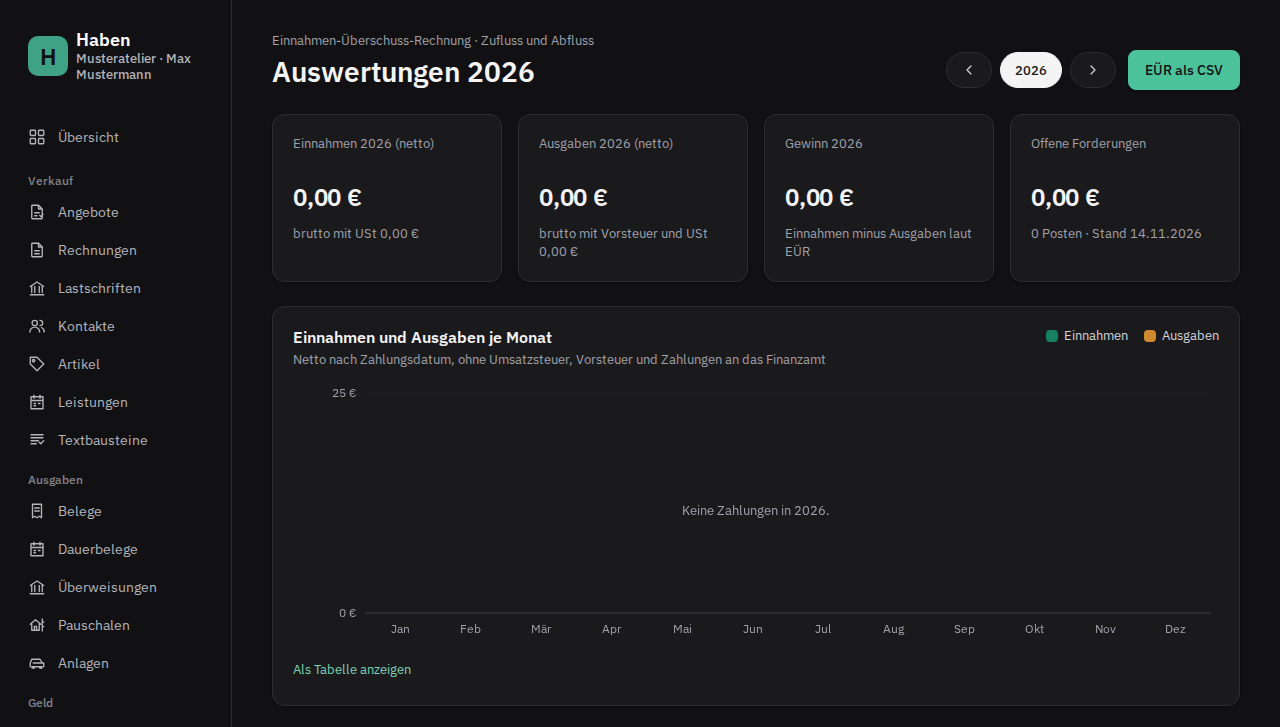 H
Haben
Musteratelier · Max
Mustermann
Übersicht
Verkauf
Angebote
Rechnungen
Lastschriften
Kontakte
Artikel
Leistungen
Textbausteine
Ausgaben
Belege
Dauerbelege
Überweisungen
Pauschalen
Anlagen
Geld
Einnahmen-Überschuss-Rechnung · Zufluss und Abfluss
Auswertungen 2026
2026
EÜR als CSV
Einnahmen 2026 (netto)
0,00 €
brutto mit USt 0,00 €
Ausgaben 2026 (netto)
0,00 €
brutto mit Vorsteuer und USt
0,00 €
Gewinn 2026
0,00 €
Einnahmen minus Ausgaben laut
EÜR
Offene Forderungen
0,00 €
0 Posten · Stand 14.11.2026
Einnahmen und Ausgaben je Monat
Netto nach Zahlungsdatum, ohne Umsatzsteuer, Vorsteuer und Zahlungen an das Finanzamt
Einnahmen
Ausgaben
25 €
Keine Zahlungen in 2026.
0 €
Jan Feb Mär Apr Mai Jun Jul Aug Sep Okt Nov Dez
Als Tabelle anzeigen